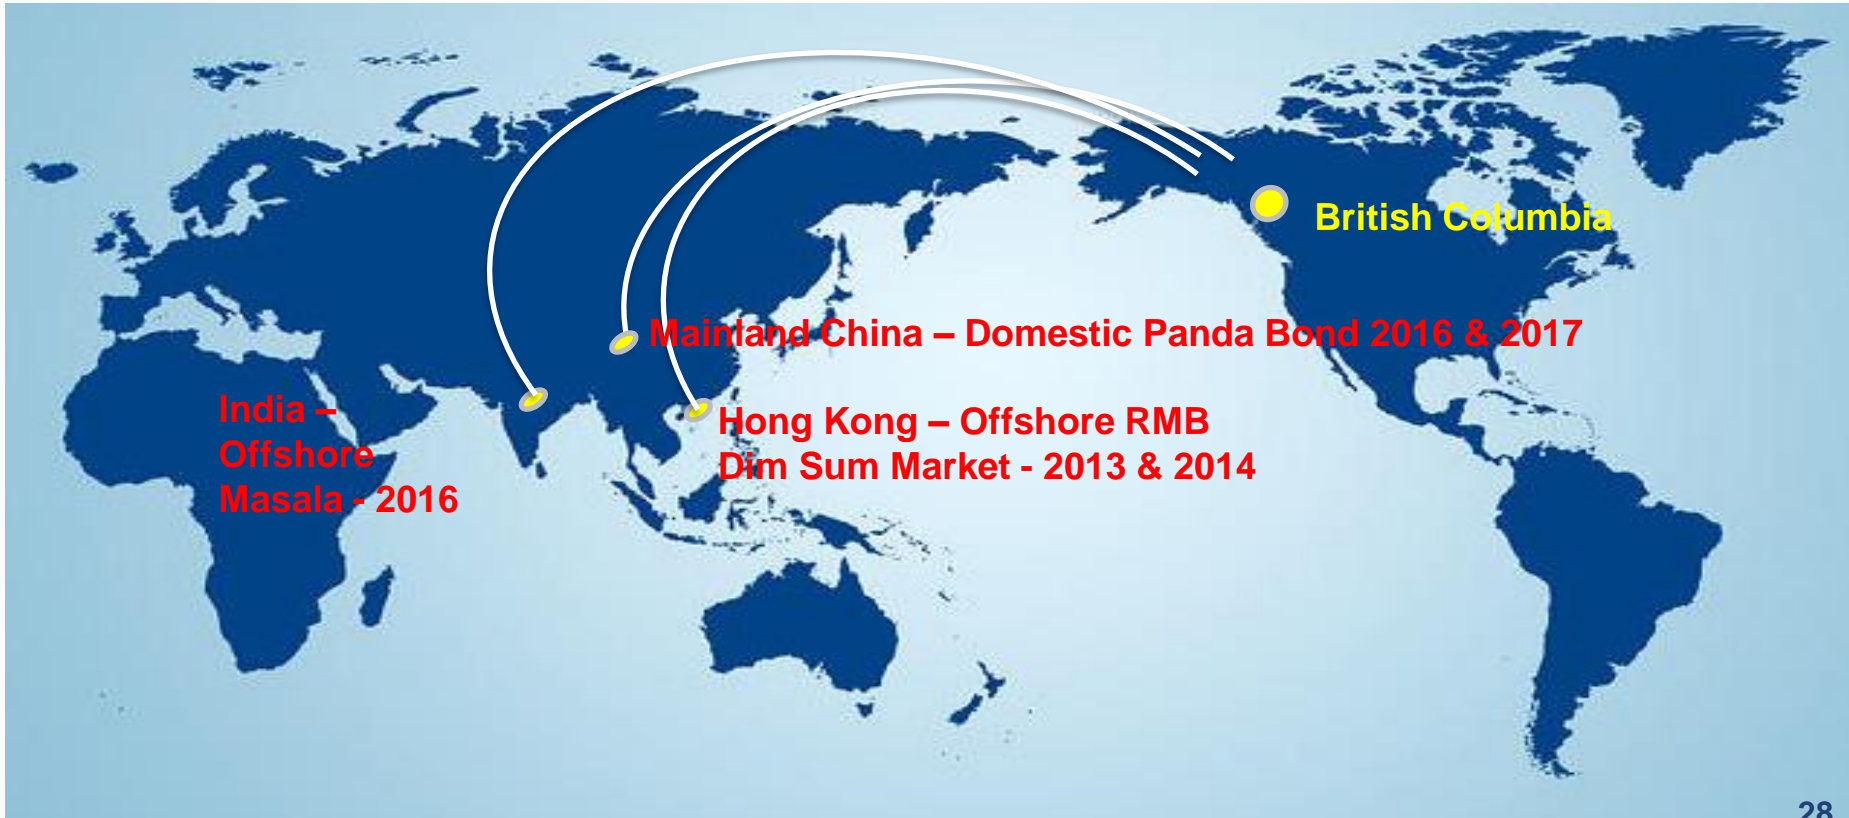 British Columbia
Mainland China – Domestic Panda Bond 2016 & 2017
India –
Offshore
Masala - 2016
Hong Kong – Offshore RMB
Dim Sum Market - 2013 & 2014
28